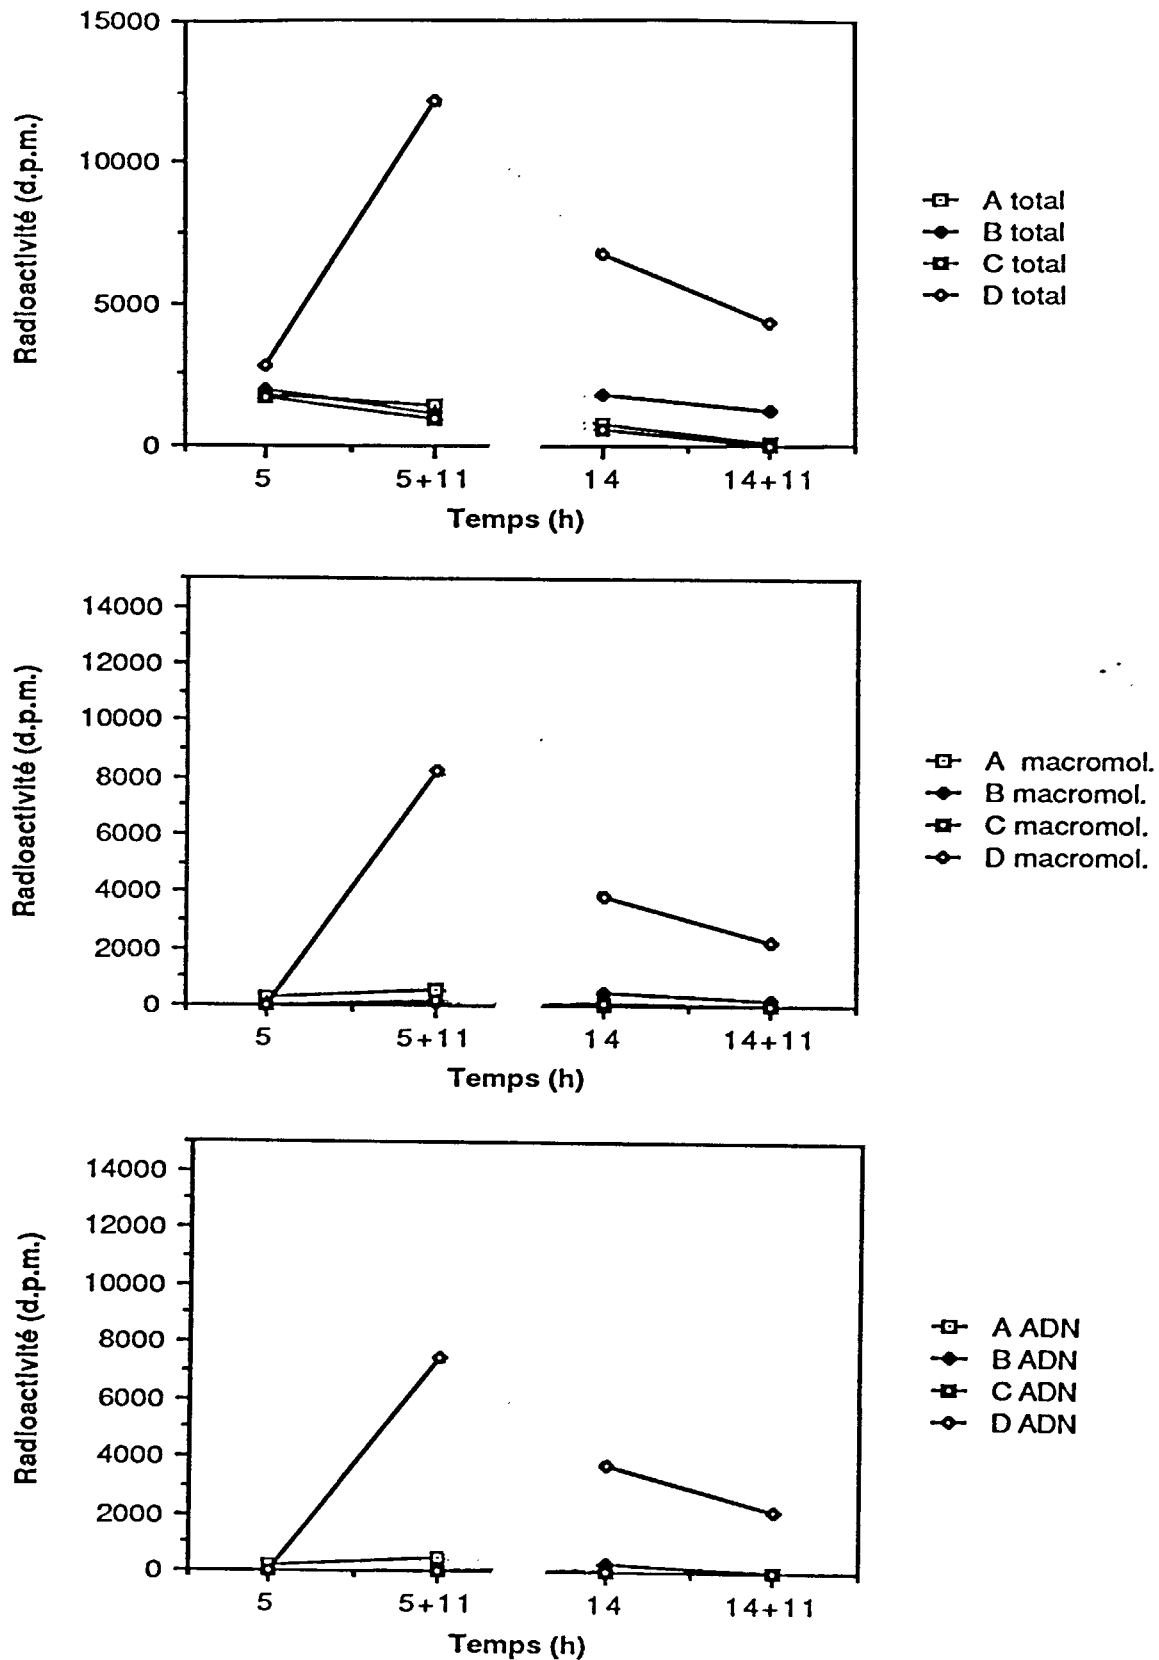 15000
10000
5000
0
Radioactivité (d.p.m.)
5
5+11
14
14+11
Temps (h)
A total
B total
C total
D total
14000
12000
10000
8000
6000
4000
2000
0
Radioactivité (d.p.m.)
5
5+11
14
14+11
Temps (h)
A macromol.
B macromol.
C macromol.
D macromol.
14000
12000
10000
8000
6000
4000
2000
0
Radioactivité (d.p.m.)
5
5+11
14
14+11
Temps (h)
A ADN
B ADN
C ADN
D ADN